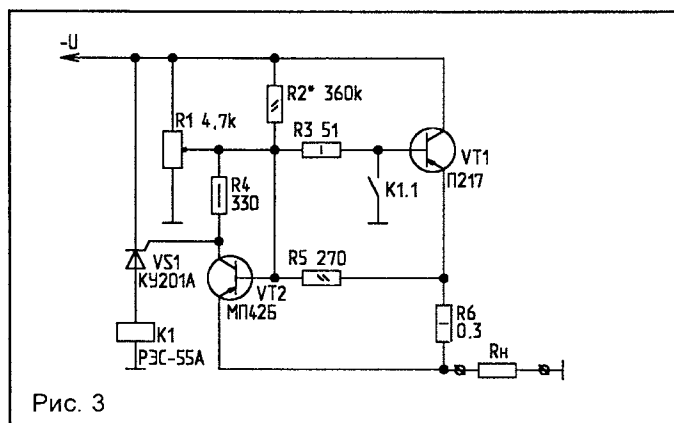 -U
R2* 360k
R1 4,7k
R3 51
VT1
П217
K1.1
R4
330
R5 270
VS1
КУ201А
VT2
МП42Б
R6
0.3
K1
РЭС-55А
Rн
Рис. 3